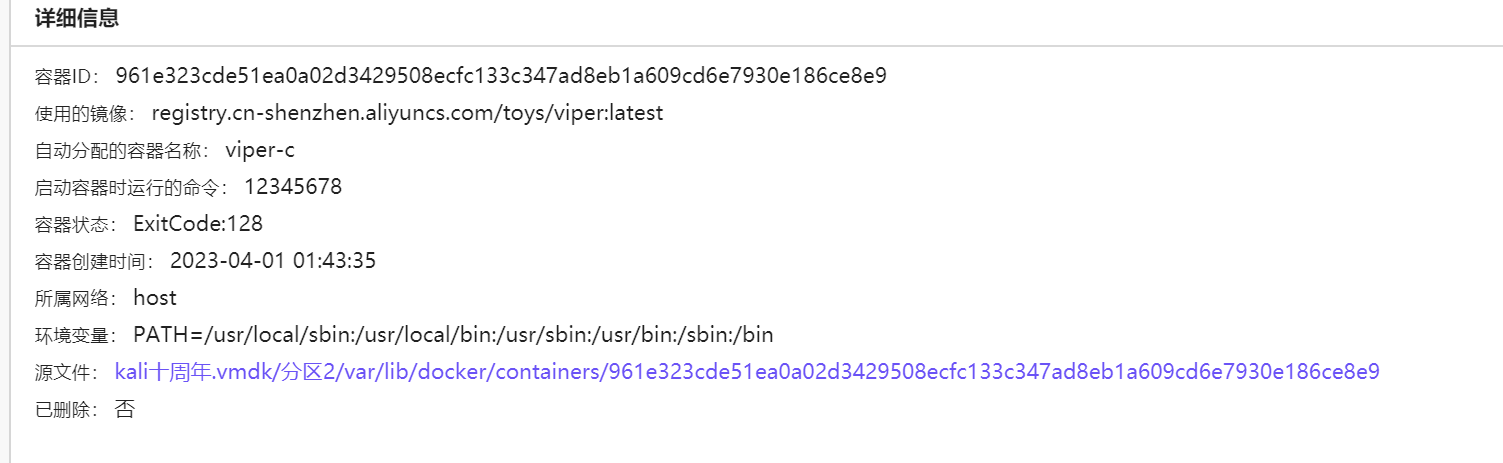 详细信息
容器ID： 961e323cde51ea0a02d3429508ecfc133c347ad8eb1a609cd6e7930e186ce8e9
使用的镜像： registry.cn-shenzhen.aliyuncs.com/toys/viper:latest
自动分配的容器名称： viper-c
启动容器时运行的命令： 12345678
容器状态： ExitCode:128
容器创建时间： 2023-04-01 01:43:35
所属网络： host
环境变量： PATH=/usr/local/sbin:/usr/local/bin:/usr/sbin:/usr/bin:/sbin:/bin
源文件： kali十周年.vmdk/分区2/var/lib/docker/containers/961e323cde51ea0a02d3429508ecfc133c347ad8eb1a609cd6e7930e186ce8e9
已删除： 否